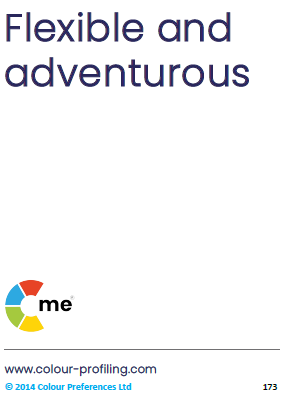 Flexible and
adventurous
me
www.colour-profiling.com
© 2014 Colour Preferences Ltd 173